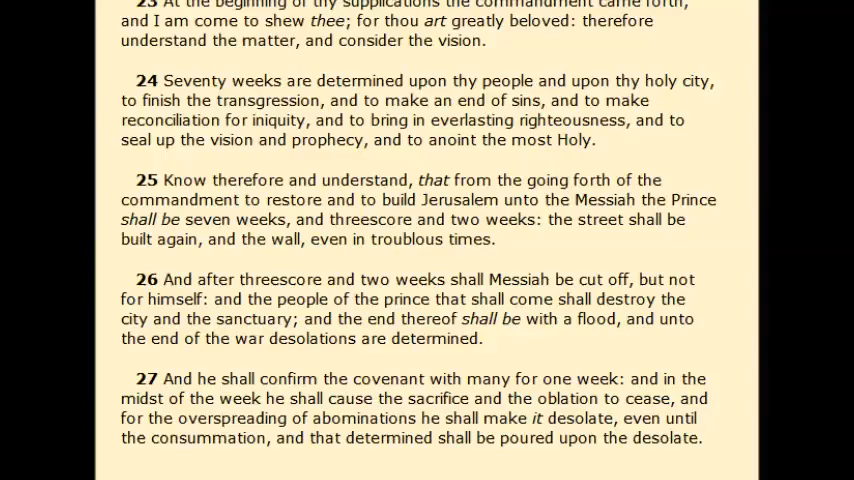 23 At the beginning of thy supplications the commandment came forth,
and I am come to shew thee; for thou art greatly beloved: therefore
understand the matter, and consider the vision.
24 Seventy weeks are determined upon thy people and upon thy holy city,
to finish the transgression, and to make an end of sins, and to make
reconciliation for iniquity, and to bring in everlasting righteousness, and to
seal up the vision and prophecy, and to anoint the most Holy.
25 Know therefore and understand, that from the going forth of the
commandment to restore and to build Jerusalem unto the Messiah the Prince
shall be seven weeks, and threescore and two weeks: the street shall be
built again, and the wall, even in troublous times.
26 And after threescore and two weeks shall Messiah be cut off, but not
for himself: and the people of the prince that shall come shall destroy the
city and the sanctuary; and the end thereof shall be with a flood, and unto
the end of the war desolations are determined.
27 And he shall confirm the covenant with many for one week: and in the
midst of the week he shall cause the sacrifice and the oblation to cease, and
for the overspreading of abominations he shall make it desolate, even until
the consummation, and that determined shall be poured upon the desolate.